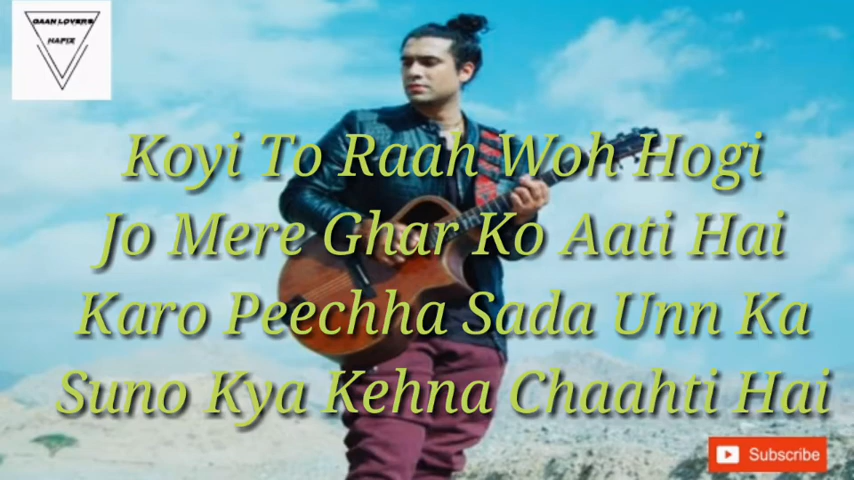 GAAN LOVERS
HAFIZ
Koyi To Raah Woh Hogi
Jo Mere Ghar Ko Aati Hai
Karo Peechha Sada Unn Ka
Suno Kya Kehna Chaahti Hai
Subscribe